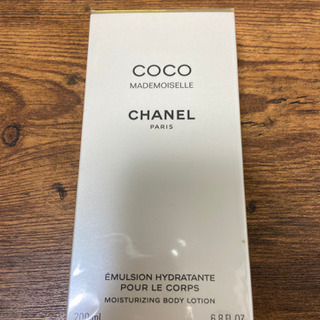 COCO
MADEMOISELLE
CHANEL
PARIS
ÉMULSION HYDRATANTE
POUR LE CORPS
MOISTURIZING BODY LOTION
200 ml 6.8 FL. OZ